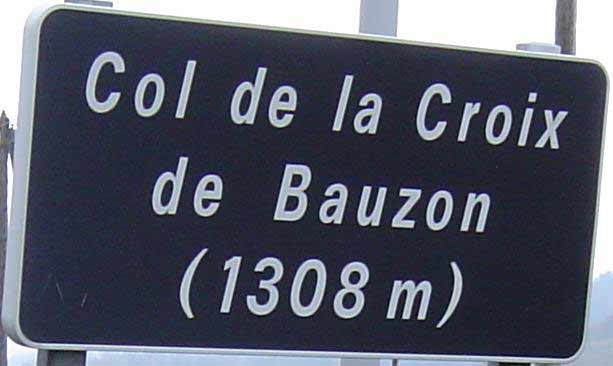 Col de la Croix
de Bauzon
(1308 m)